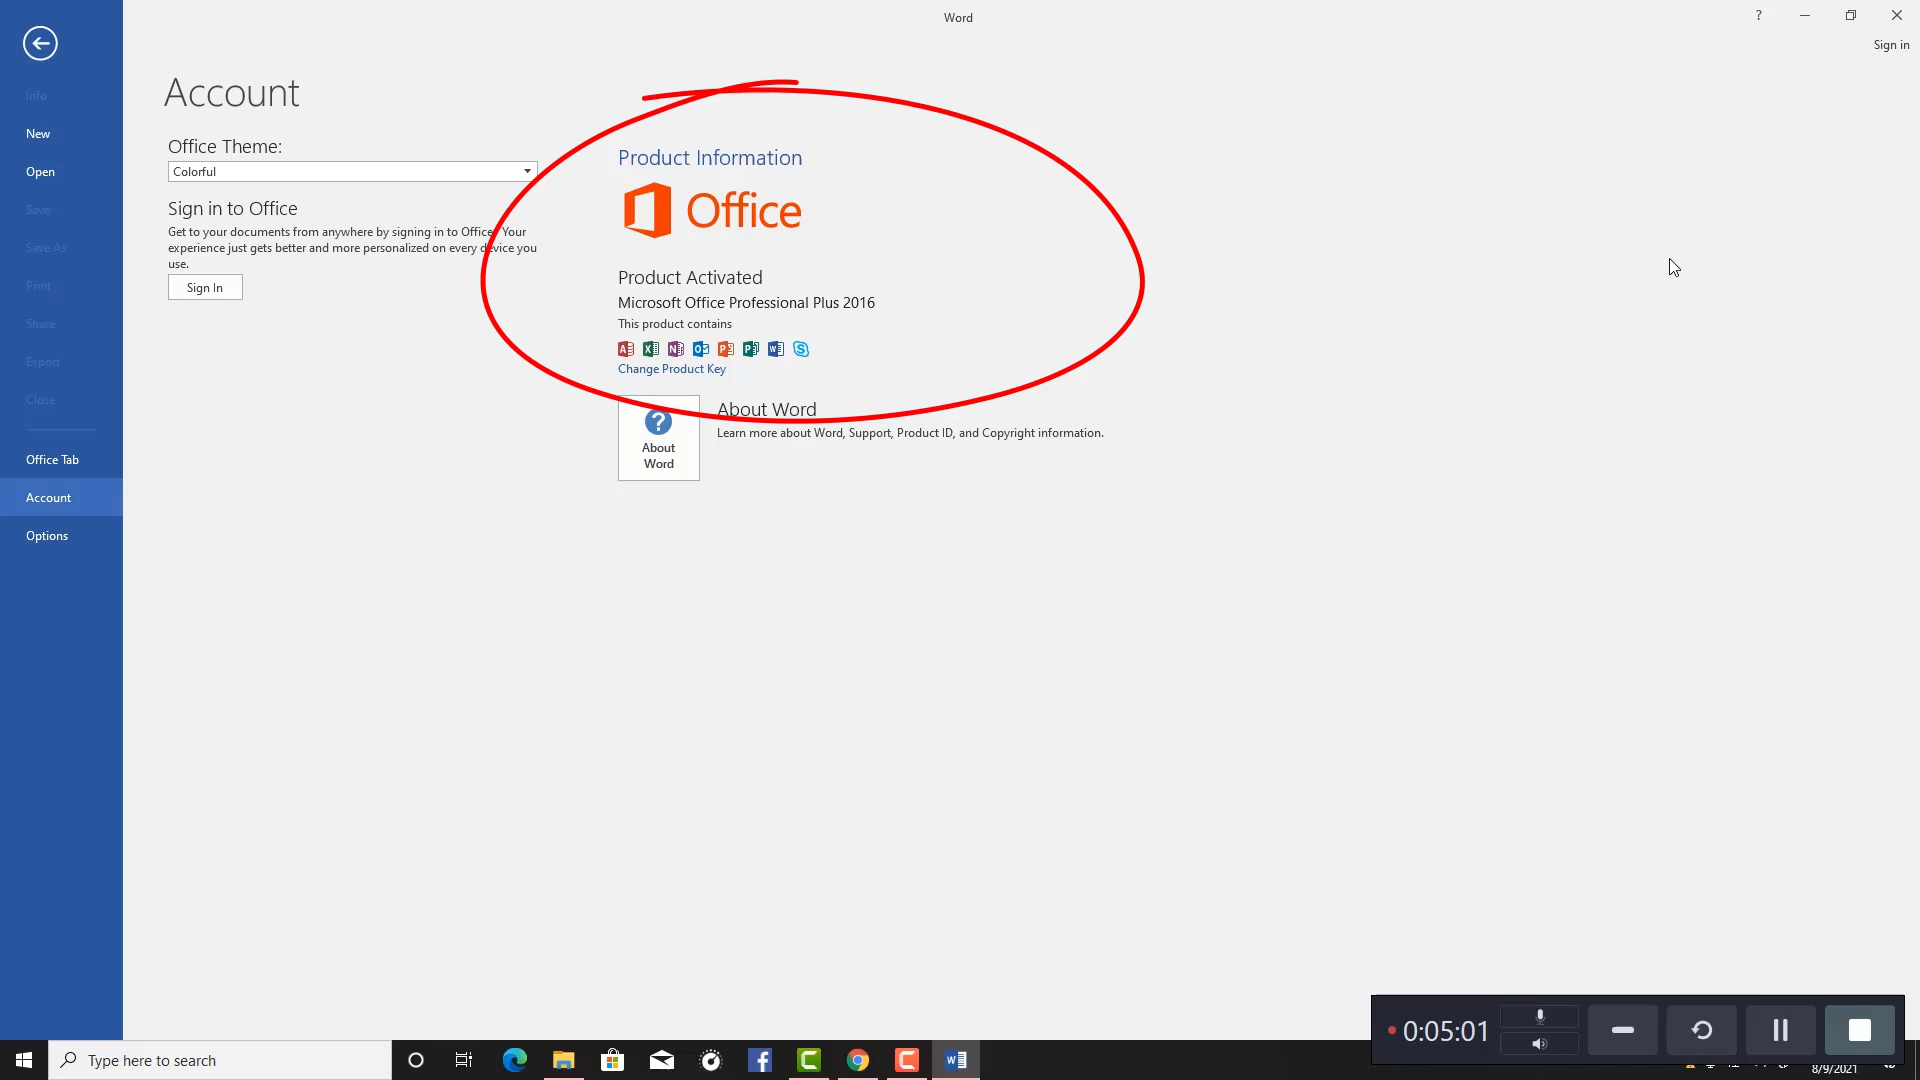 Word
?
Sign in
Info
New
Open
Save
Save As
Print
Share
Export
Close
Office Tab
Account
Options
Account
Office Theme:
Colorful
Sign in to Office
Get to your documents from anywhere by signing in to Office. Your
experience just gets better and more personalized on every device you
use.
Sign In
Product Information
Office
Product Activated
Microsoft Office Professional Plus 2016
This product contains
Change Product Key
?
About
Word
About Word
Learn more about Word, Support, Product ID, and Copyright information.
0:05:01
Type here to search
8/9/2021